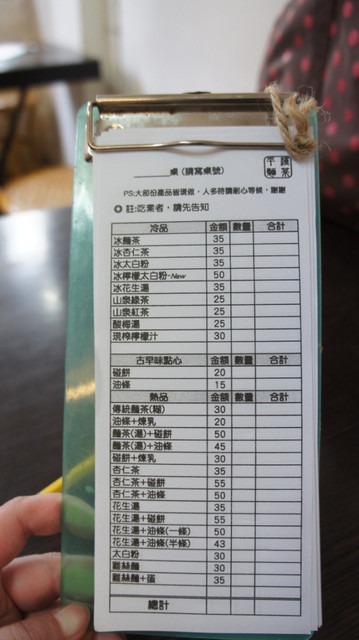 桌(請寫桌號)
PS:大部份產品皆現做，人多時請耐心等候，謝謝
◎ 註:吃素者，請先告知
冷品 金額 數量 合計
冰麵茶 35
冰杏仁茶 35
冰太白粉 35
冰檸檬太白粉-New 50
冰花生湯 35
山泉綠茶 25
山泉紅茶 25
酸梅湯 25
現榨檸檬汁 30
古早味點心 金額 數量 合計
碰餅 20
油條 15
熱品 金額 數量 合計
傳統麵茶(糊) 30
油條+煉乳 20
麵茶(湯)+碰餅 50
麵茶(湯)+油條 45
碰餅+煉乳 30
杏仁茶 35
杏仁茶+碰餅 55
杏仁茶+油條 50
花生湯 35
花生湯+碰餅 55
花生湯+油條(一條) 50
花生湯+油條(半條) 43
太白粉 30
雞絲麵 30
雞絲麵+蛋 35
總計